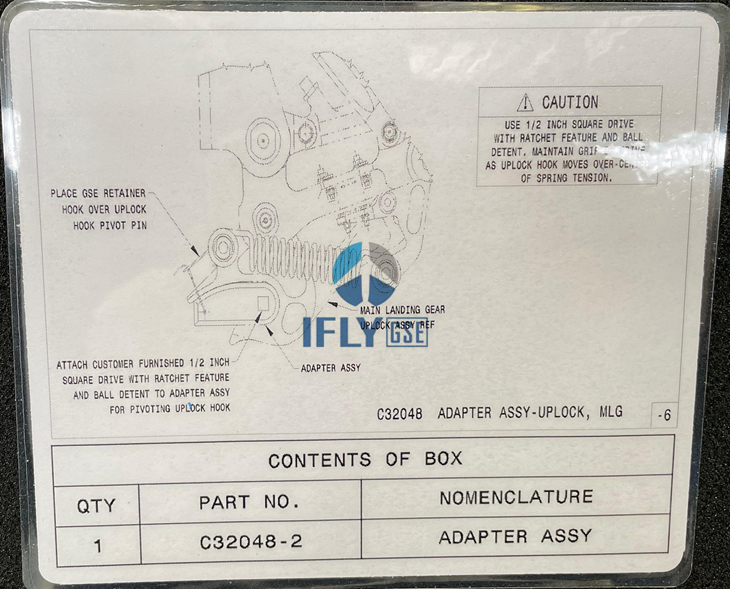 CAUTION
USE 1/2 INCH SQUARE DRIVE
WITH RATCHET FEATURE AND BALL
DETENT, MAINTAIN
AS UPLOCK HOOK MOVES
OF SPRING TENSION.
PLACE GSE RETAINER
HOOK OVER UPLOCK
HOOK PIVOT PIN
MAIN LANDING GEAR
UPLOCK ASSY REF
IFLY GSE
ADAPTER ASSY
ATTACH CUSTOMER FURNISHED 1/2 INCH
SQUARE DRIVE WITH RATCHET FEATURE
AND BALL DETENT TO ADAPTER ASSY
FOR PIVOTING UPLOCK HOOK
C32048 ADAPTER ASSY-UPLOCK, MLG -6
CONTENTS OF BOX
QTY PART NO. NOMENCLATURE
1 C32048-2 ADAPTER ASSY